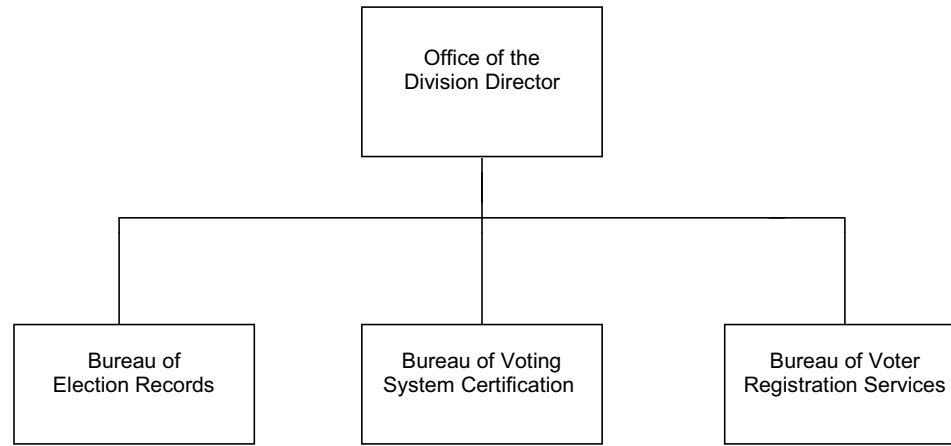 Office of the
Division Director
Bureau of
Election Records
Bureau of Voting
System Certification
Bureau of Voter
Registration Services